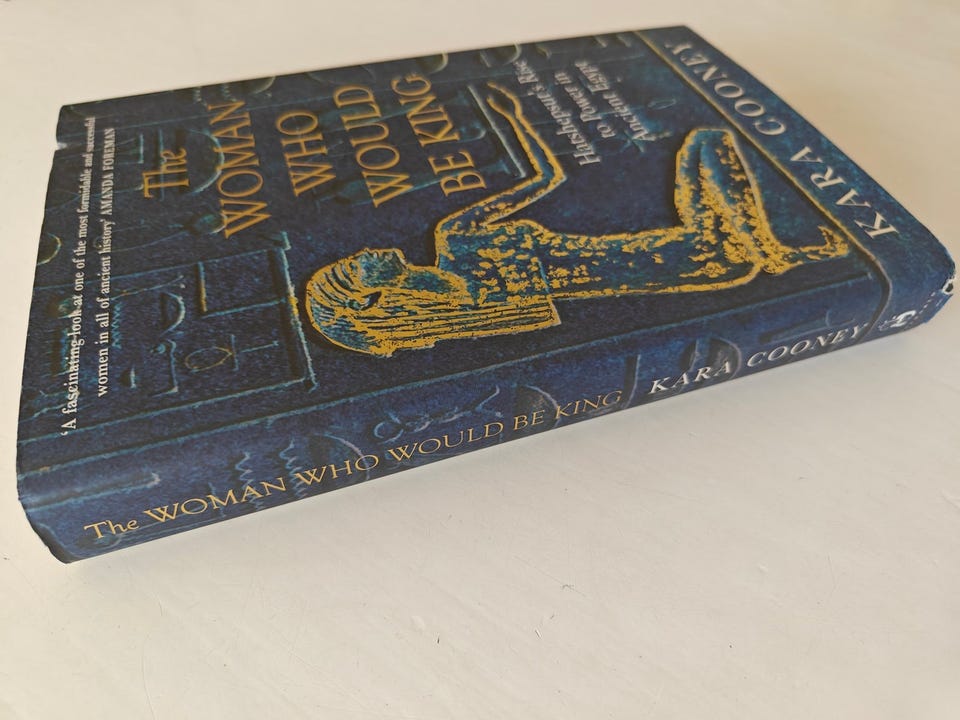 'A fascinating look at one of the most formidable and successful
women in all of ancient history' AMANDA FOREMAN
The
WOMAN
WHO
WOULD
BE KING
Hatshepsut's Rise
to Power in
Ancient Egypt
KARA COONEY
The WOMAN WHO WOULD BE KING KARA COONEY